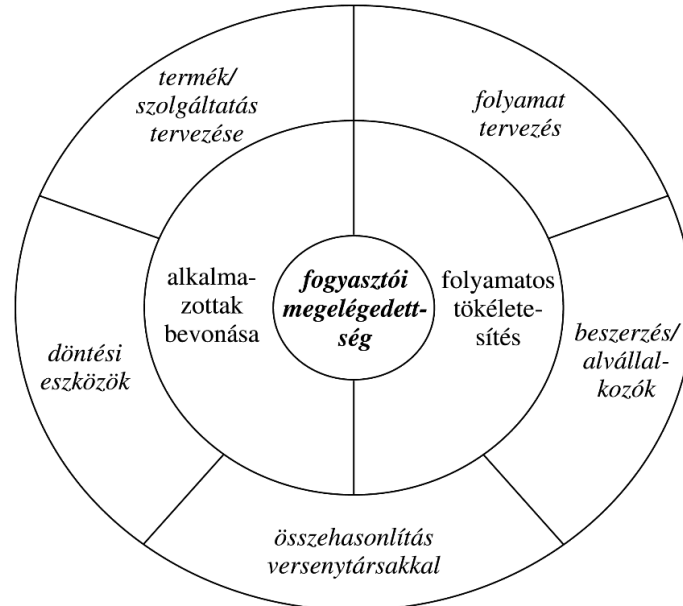 termék/
szolgáltatás
tervezése
folyamat
tervezés
alkalma-
zottak
bevonása
fogyasztói
megelégedett-
ség
folyamatos
tökélete-
sítés
döntési
eszközök
beszerzés/
alvállal-
kozók
összehasonlítás
versenytársakkal